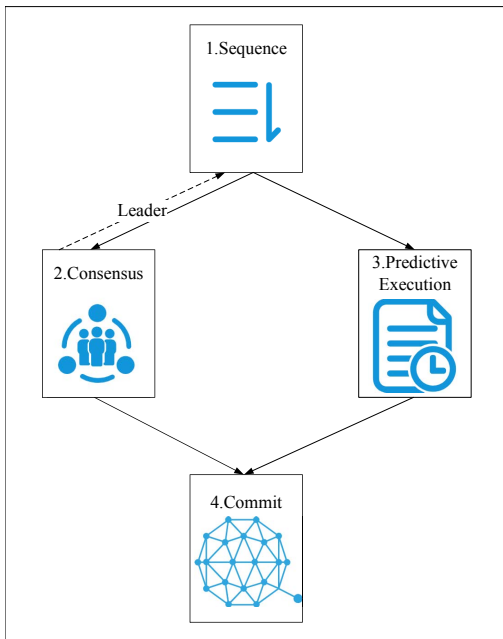 1.Sequence
Leader
2.Consensus
3.Predictive
Execution
4.Commit